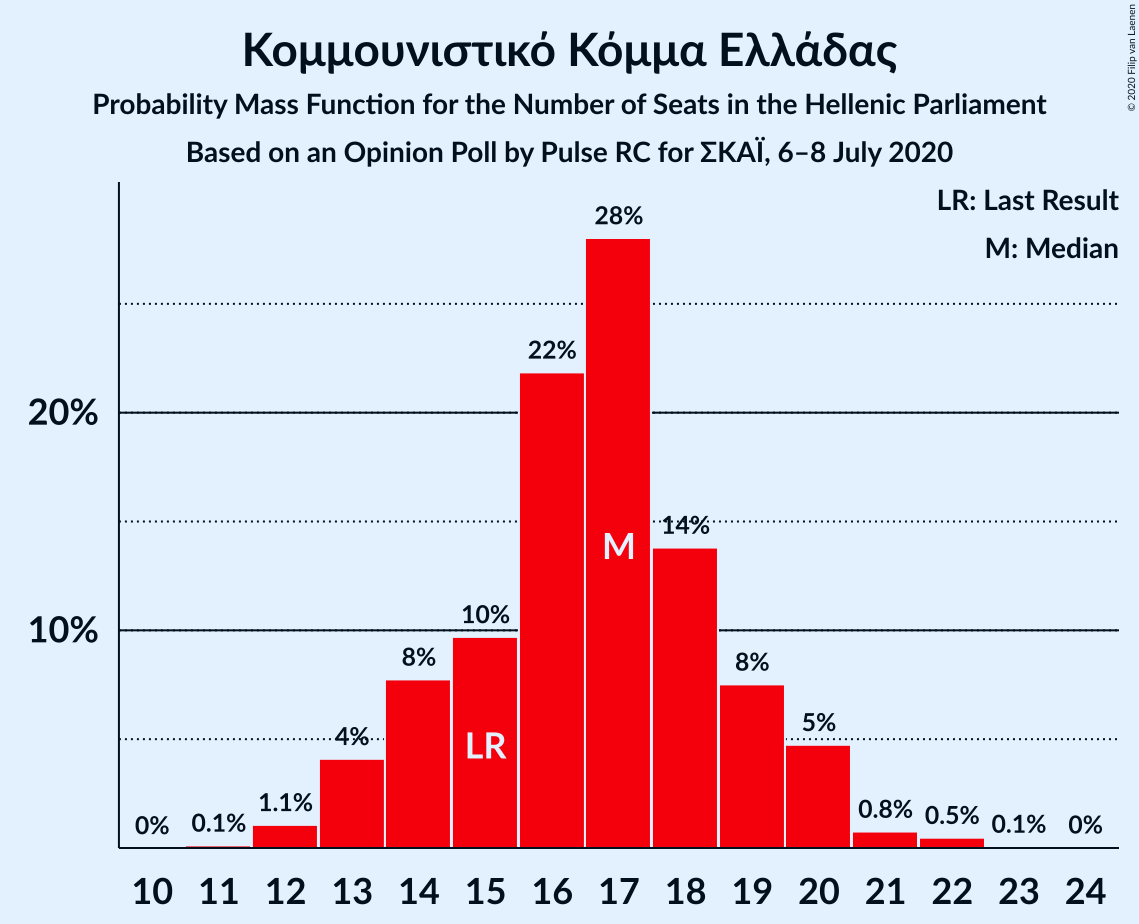 Κομμουνιστικό Κόμμα Ελλάδας
Probability Mass Function for the Number of Seats in the Hellenic Parliament
Based on an Opinion Poll by Pulse RC for ΣΚΑΪ, 6–8 July 2020
© 2020 Filip van Laenen
LR: Last Result
M: Median
28%
22%
20%
14%
M
10%
10%
8%
8%
5%
4%
LR
1.1%
0.8%
0.5%
0%
0.1%
0.1%
0%
10 11 12 13 14 15 16 17 18 19 20 21 22 23 24